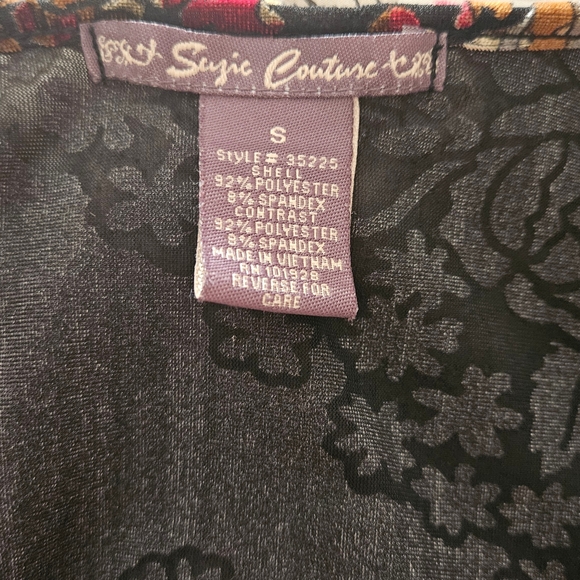 Suzie Couture
S
STYLE # 35225
SHELL
92% POLYESTER
8% SPANDEX
CONTRAST
92% POLYESTER
8% SPANDEX
MADE IN VIETNAM
RN 101928
REVERSE FOR
CARE